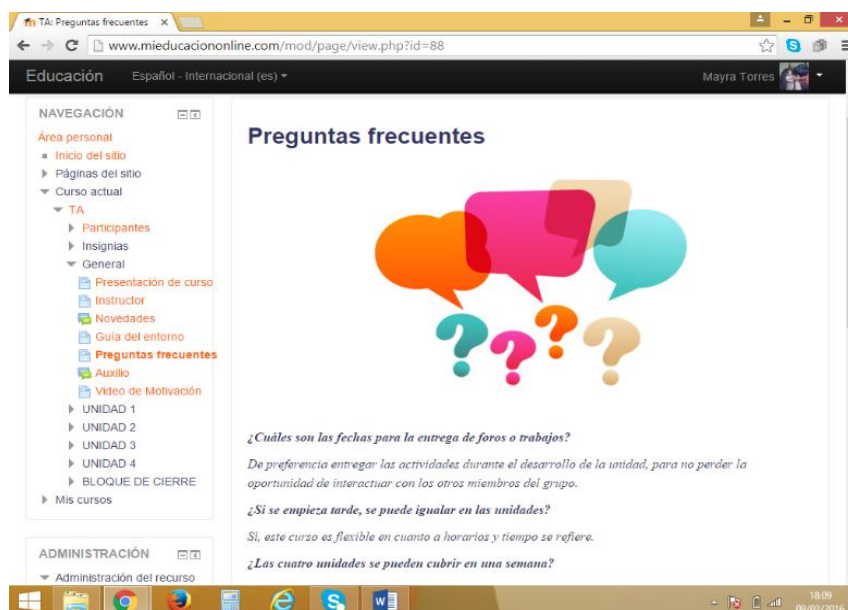 TA: Preguntas frecuentes
www.mieducaciononline.com/mod/page/view.php?id=88
Educación
Español - Internacional (es)
Mayra Torres
NAVEGACIÓN
Área personal
Inicio del sitio
Páginas del sitio
Curso actual
TA
Participantes
Insignias
General
Presentación de curso
Instructor
Novedades
Guía del entorno
Preguntas frecuentes
Auxilio
Video de Motivación
UNIDAD 1
UNIDAD 2
UNIDAD 3
UNIDAD 4
BLOQUE DE CIERRE
Mis cursos
ADMINISTRACIÓN
Administración del recurso
Preguntas frecuentes
¿Cuáles son las fechas para la entrega de foros o trabajos?
De preferencia entregar las actividades durante el desarrollo de la unidad, para no perder la
oportunidad de interactuar con los otros miembros del grupo.
¿Si se empieza tarde, se puede igualar en las unidades?
Si, este curso es flexible en cuanto a horarios y tiempo se refiere.
¿Las cuatro unidades se pueden cubrir en una semana?
18:09
09/03/2016